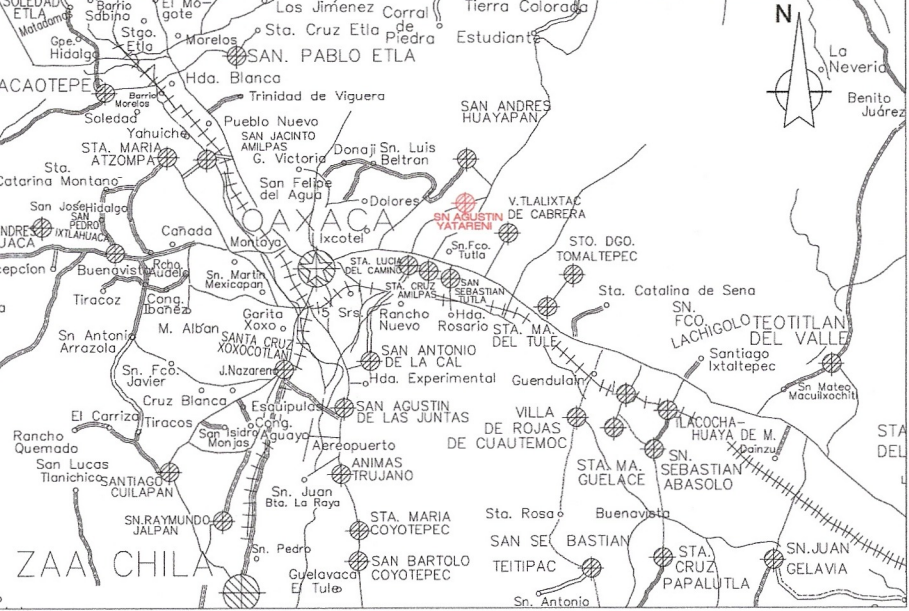 SOLEDAD
ETLA
Matadamas
Barrio
Sabino
El Mo-
gote
Los Jimenez
Corral
de
Piedra
Tierra Colorada
N
Stgo.
Etla
Morelos
Sta. Cruz Etla
Estudiante
Gpe.
Hidalgo
SAN. PABLO ETLA
La
Neveria
ACAOTEPEC
Hda. Blanca
Barrio
Morelos
Trinidad de Viguera
Benito
Juárez
Soledad
Pueblo Nuevo
SAN ANDRES
HUAYAPAN
Yahuiche
SAN JACINTO
AMILPAS
STA. MARIA
ATZOMPA
G. Victoria
Donaji
Sn. Luis
Beltran
Sta.
Catarina Montano
San Felipe
del Agua
Dolores
SN AGUSTIN
YATARENI
V.TLALIXTAC
DE CABRERA
San José
Hidalgo
SAN
PEDRO
IXTLAHUACA
OAXACA
Ixcotel
Cañada
Montoya
Sn.Fco.
Tutla
STO. DGO.
TOMALTEPEC
Buenavista
Rcho.
Audelo
Sn. Martin
Mexicapan
STA. LUCIA
DEL CAMINO
STA. CRUZ
AMILPAS
SAN
SEBASTIAN
TUTLA
Tiracoz
Cong.
Ibañez
Sta. Catalina de Sena
Garita
Xoxo
5 Srs.
Rancho
Nuevo
Hda.
Rosario
SN.
FCO.
LACHIGOLO
TEOTITLAN
DEL VALLE
M. Alban
Sn Antonio
Arrazola
SANTA CRUZ
XOXOCOTLAN
STA. MA.
DEL TULE
SAN ANTONIO
DE LA CAL
Santiago
Ixtaltepec
Sn. Fco.
Javier
J.Nazareno
Hda. Experimental
Guendulain
Sn Mateo
Macuilxochitl
Cruz Blanca
Esquipulas
SAN AGUSTIN
DE LAS JUNTAS
VILLA
DE ROJAS
DE CUAUTEMOC
TLACOCHA-
HUAYA DE M.
El Carrizal
Tiracos
San Isidro
Monjas
Cong.
Aguayo
Rancho
Quemado
Aereopuerto
Dainzu
San Lucas
Tlanichico
SANTIAGO
CUILAPAN
ANIMAS
TRUJANO
STA. MA.
GUELACE
SN.
SEBASTIAN
ABASOLO
Sn. Juan
Bta. La Raya
SN.RAYMUNDO
JALPAN
STA. MARIA
COYOTEPEC
Sta. Rosa
Buenavista
SAN SEBASTIAN
TEITIPAC
ZAACHILA
Sn. Pedro
SAN BARTOLO
COYOTEPEC
STA.
CRUZ
PAPALUTLA
SN.JUAN
GELAVIA
Guelavaca
El Tule
Sn. Antonio